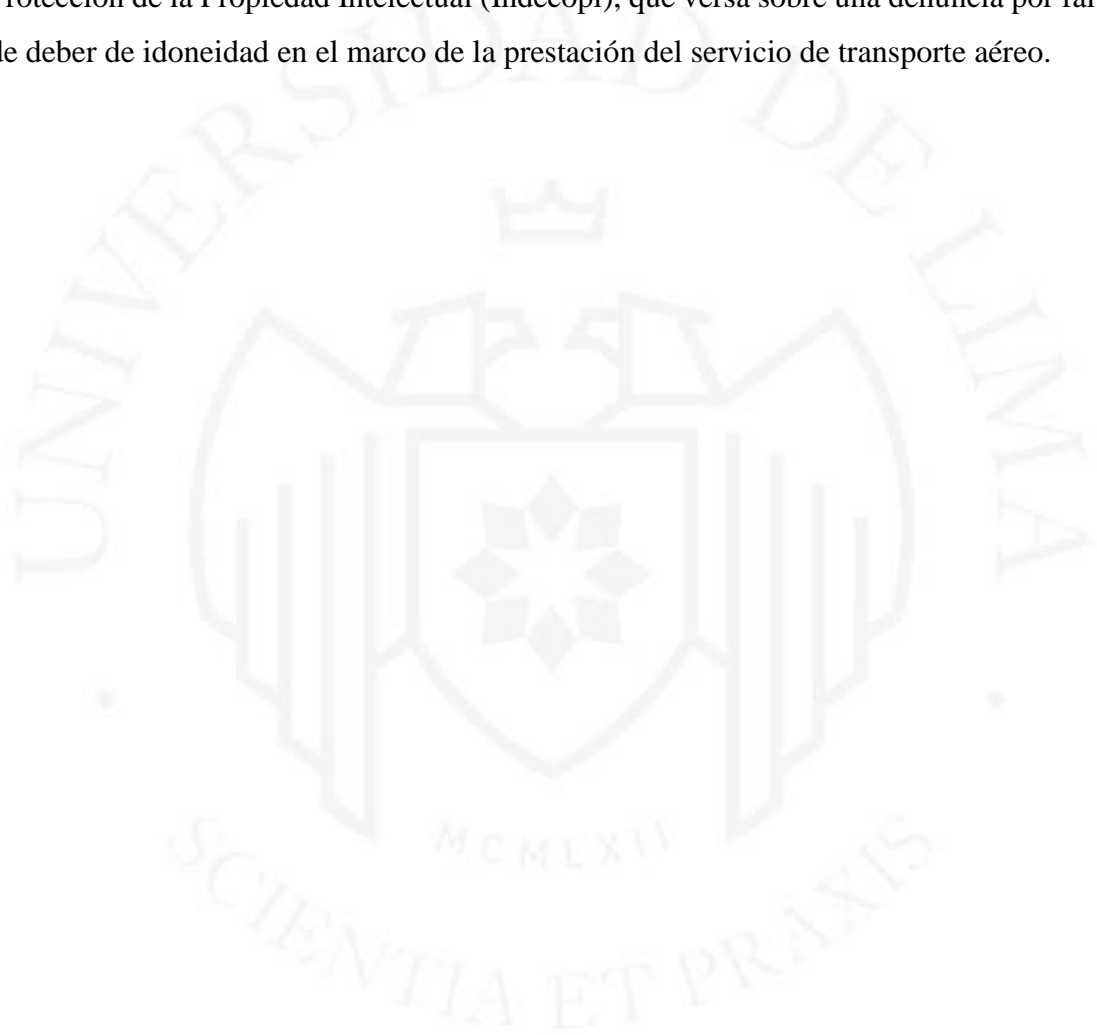 de deber de idoneidad en el marco de la prestación del servicio de transporte aéreo.
Protección de la Propiedad Intelectual (Indecopi), que versa sobre una denuncia por
UNIVERSIDAD DE LIMA
MCMLXII
SCIENTIA ET PRAXIS